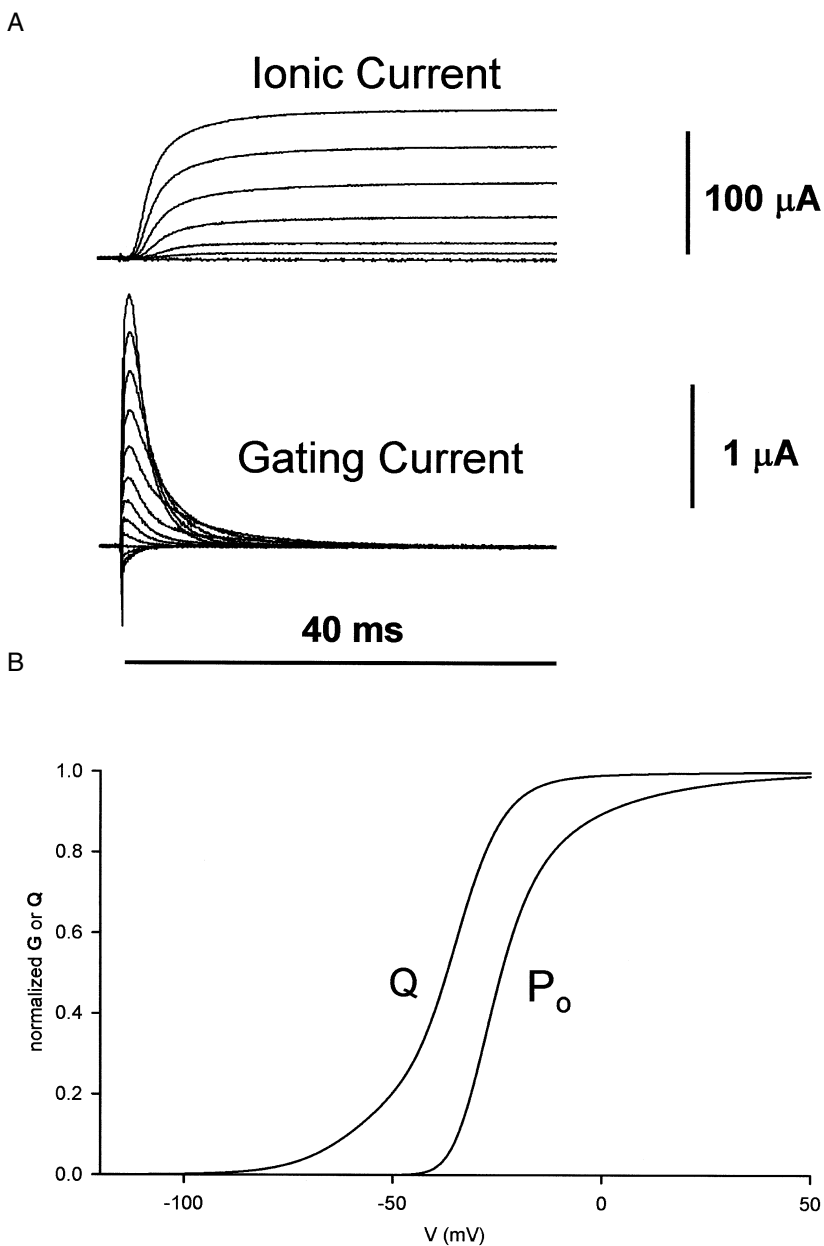 A
Ionic Current
100 μA
Gating Current
1 μA
40 ms
B
normalized G or Q
1.0
0.8
0.6
0.4
0.2
0.0
Q
Po
-100
-50
0
50
V (mV)